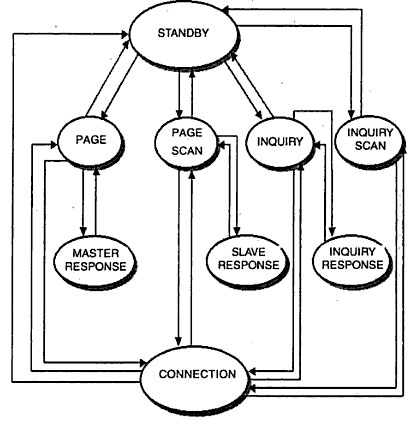 STANDBY
PAGE
PAGE
SCAN
INQUIRY
INQUIRY
SCAN
MASTER
RESPONSE
SLAVE
RESPONSE
INQUIRY
RESPONSE
CONNECTION